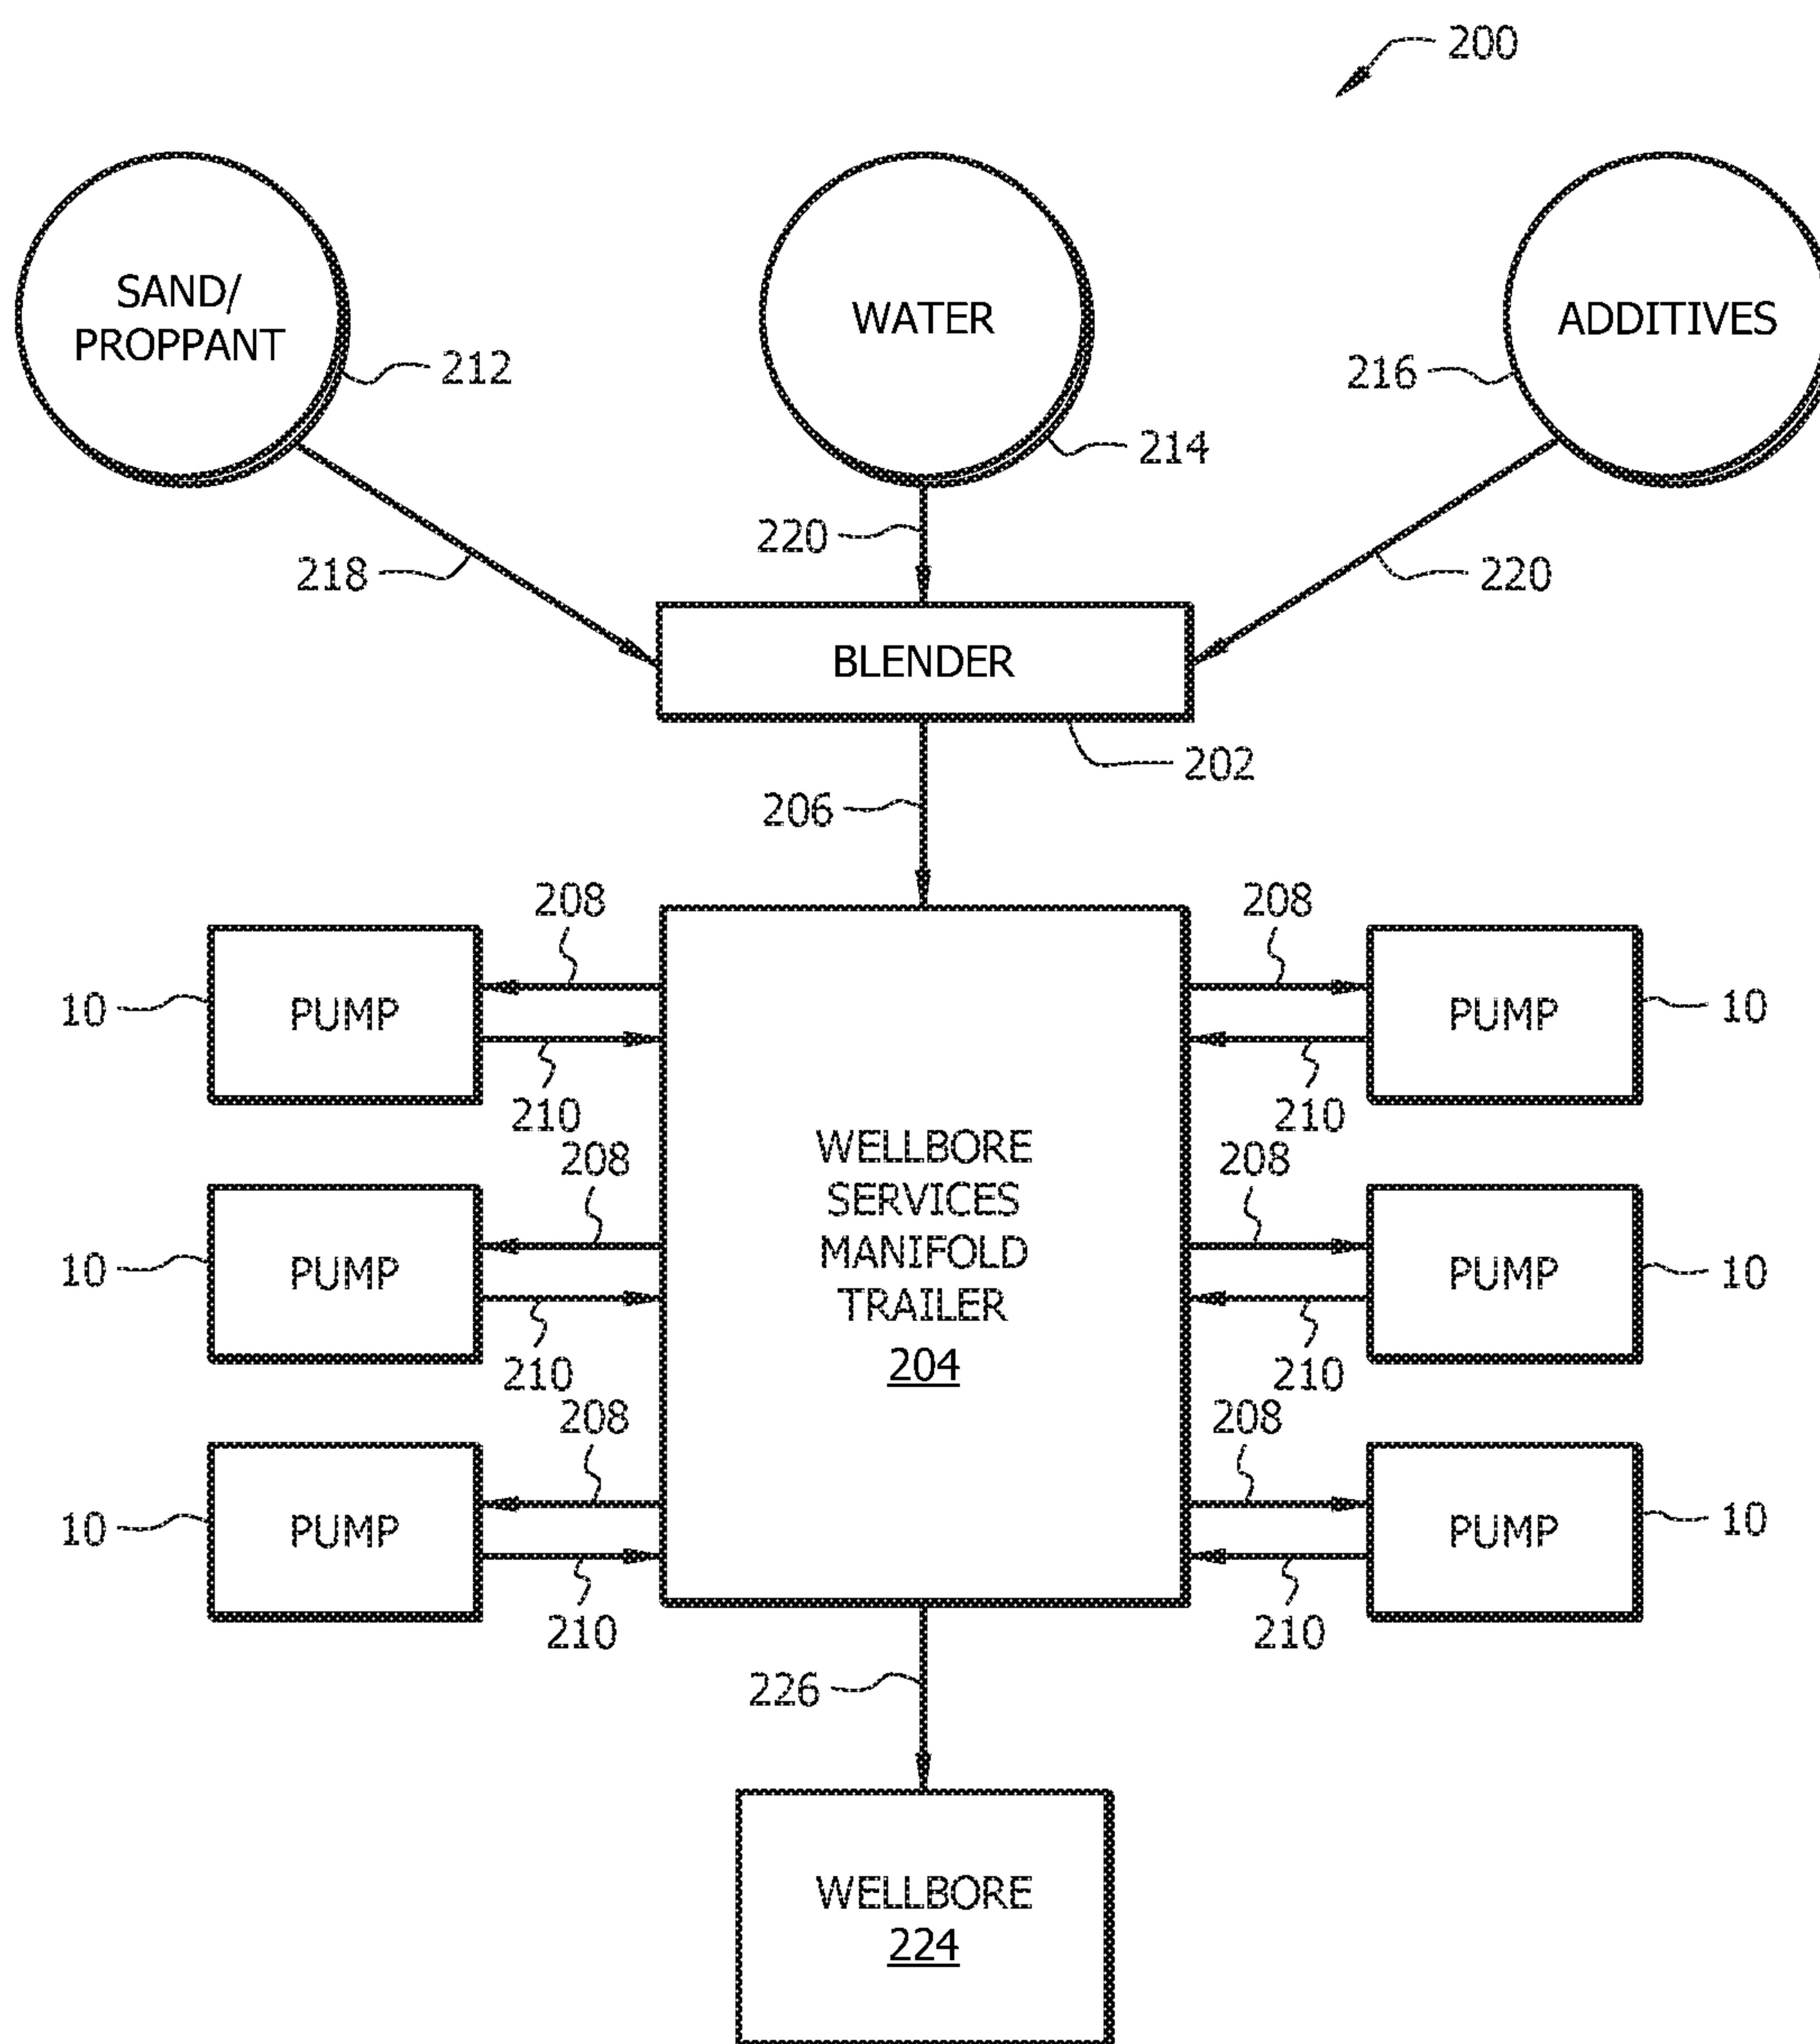 200
SAND/
PROPPANT
212
WATER
214
ADDITIVES
216
218
220
220
BLENDER
202
206
208
208
10
PUMP
PUMP
10
210
210
208
208
10
PUMP
PUMP
10
210
210
208
208
10
PUMP
PUMP
10
210
210
WELLBORE
SERVICES
MANIFOLD
TRAILER
204
226
WELLBORE
224